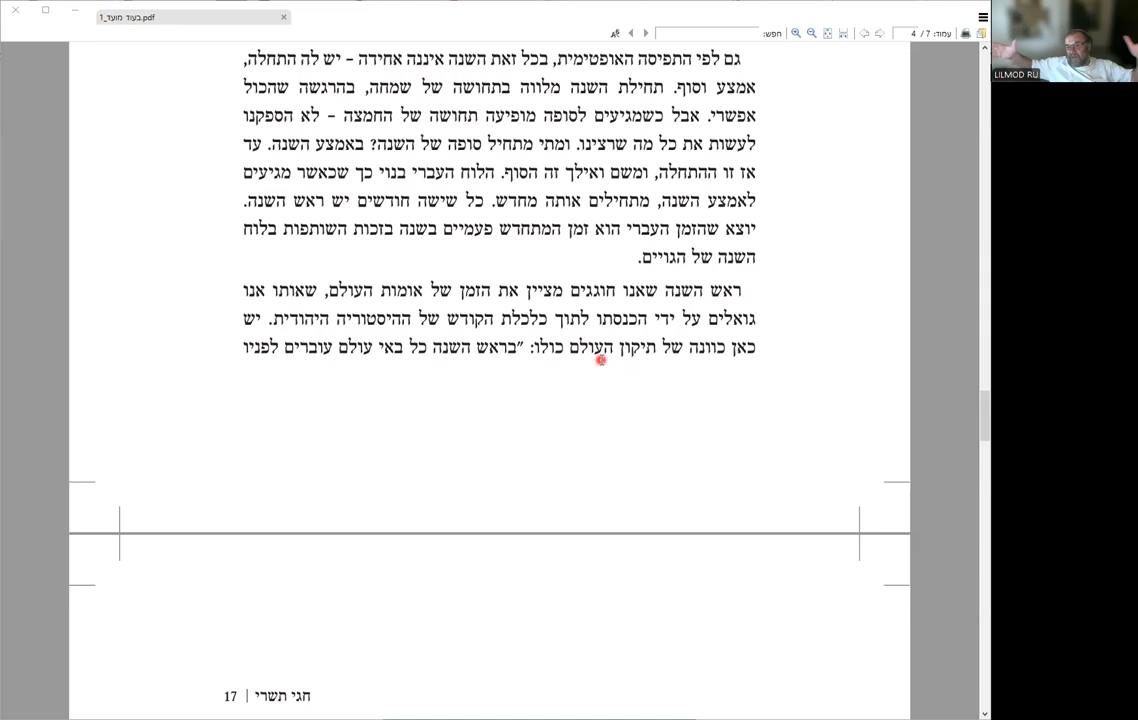 בעוד מועד_1.pdf
חפש:
עמוד: 7 / 4
LILMOD RU
גם לפי התפיסה האופטימית, בכל זאת השנה איננה אחידה – יש לה התחלה,
אמצע וסוף. תחילת השנה מלווה בתחושה של שמחה, בהרגשה שהכול
אפשרי. אבל כשמגיעים לסופה מופיעה תחושה של החמצה – לא הספקנו
לעשות את כל מה שרצינו. ומתי מתחיל סופה של השנה? באמצע השנה. עד
אז זו ההתחלה, ומשם ואילך זה הסוף. הלוח העברי בנוי כך שכאשר מגיעים
לאמצע השנה, מתחילים אותה מחדש. כל שישה חודשים יש ראש השנה.
יוצא שהזמן העברי הוא זמן המתחדש פעמיים בשנה בזכות השותפות בלוח
השנה של הגויים.
ראש השנה שאנו חוגגים מציין את הזמן של אומות העולם, שאותו אנו
גואלים על ידי הכנסתו לתוך כלכלת הקודש של ההיסטוריה היהודית. יש
כאן כוונה של תיקון העולם כולו: "בראש השנה כל באי עולם עוברים לפניו
חגי תשרי | 17